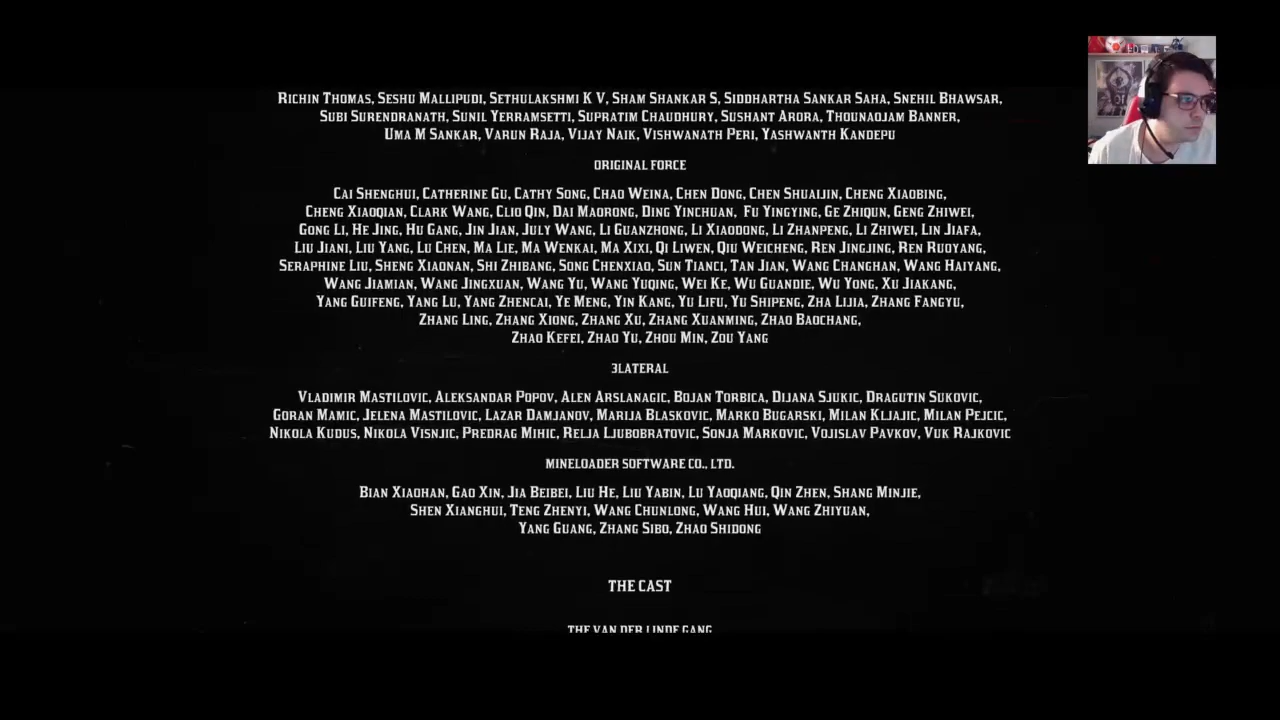 Richin Thomas, Seshu Mallipudi, Sethulakshmi K V, Sham Shankar S, Siddhartha Sankar Saha, Snehil Bhawsar,
Subi Surendranath, Sunil Yerramsetti, Supratim Chaudhury, Sushant Arora, Thounaojam Banner,
Uma M Sankar, Varun Raja, Vijay Naik, Vishwanath Peri, Yashwanth Kandepu
ORIGINAL FORCE
Cai Shenghui, Catherine Gu, Cathy Song, Chao Weina, Chen Dong, Chen Shuaijin, Cheng Xiaobing,
Cheng Xiaoqian, Clark Wang, Clio Qin, Dai Maorong, Ding Yinchuan, Fu Yingying, Ge Zhiqun, Geng Zhiwei,
Gong Li, He Jing, Hu Gang, Jin Jian, July Wang, Li Guanzhong, Li Xiaodong, Li Zhanpeng, Li Zhiwei, Lin Jiafa,
Liu Jiani, Liu Yang, Lu Chen, Ma Lie, Ma Wenkai, Ma Xixi, Qi Liwen, Qiu Weicheng, Ren Jingjing, Ren Ruoyang,
Seraphine Liu, Sheng Xiaonan, Shi Zhibang, Song Chenxiao, Sun Tianci, Tan Jian, Wang Changhan, Wang Haiyang,
Wang Jiamian, Wang Jingxuan, Wang Yu, Wang Yuqing, Wei Ke, Wu Guandie, Wu Yong, Xu Jiakang,
Yang Guifeng, Yang Lu, Yang Zhencai, Ye Meng, Yin Kang, Yu Lifu, Yu Shipeng, Zha Lijia, Zhang Fangyu,
Zhang Ling, Zhang Xiong, Zhang Xu, Zhang Xuanming, Zhao Baochang,
Zhao Kefei, Zhao Yu, Zhou Min, Zou Yang
3LATERAL
Vladimir Mastilovic, Aleksandar Popov, Alen Arslanagic, Bojan Torbica, Dijana Sjukic, Dragutin Sukovic,
Goran Mamic, Jelena Mastilovic, Lazar Damjanov, Marija Blaskovic, Marko Bugarski, Milan Kljajic, Milan Pejcic,
Nikola Kudus, Nikola Visnjic, Predrag Mihic, Relja Ljubobratovic, Sonja Markovic, Vojislav Pavkov, Vuk Rajkovic
MINELOADER SOFTWARE CO., LTD.
Bian Xiaohan, Gao Xin, Jia Beibei, Liu He, Liu Yabin, Lu Yaoqiang, Qin Zhen, Shang Minjie,
Shen Xianghui, Teng Zhenyi, Wang Chunlong, Wang Hui, Wang Zhiyuan,
Yang Guang, Zhang Sibo, Zhao Shidong
THE CAST
THE VAN DER LINDE GANG